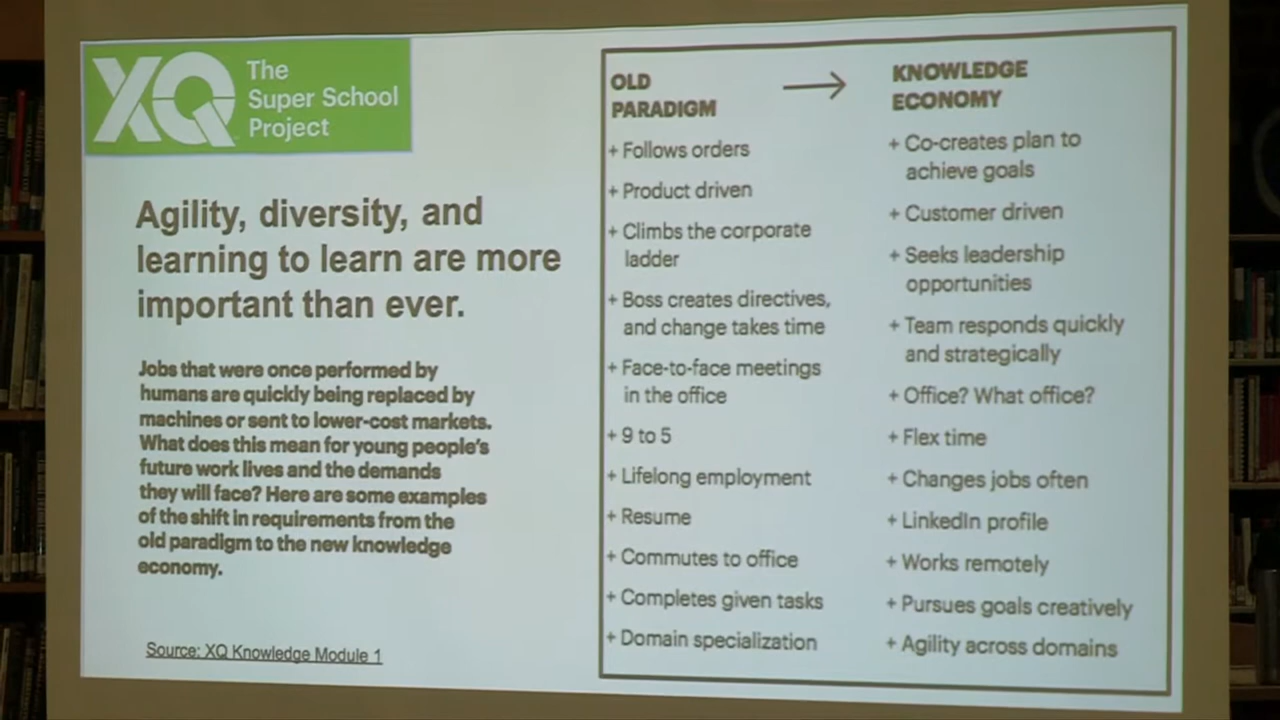 XQ The
Super School
Project
Agility, diversity, and
learning to learn are more
important than ever.
Jobs that were once performed by
humans are quickly being replaced by
machines or sent to lower-cost markets.
What does this mean for young people's
future work lives and the demands
they will face? Here are some examples
of the shift in requirements from the
old paradigm to the new knowledge
economy.
Source: XQ Knowledge Module 1
OLD
PARADIGM
+ Follows orders
+ Product driven
+ Climbs the corporate
ladder
+ Boss creates directives,
and change takes time
+ Face-to-face meetings
in the office
+ 9 to 5
+ Lifelong employment
+ Resume
+ Commutes to office
+ Completes given tasks
+ Domain specialization
KNOWLEDGE
ECONOMY
+ Co-creates plan to
achieve goals
+ Customer driven
+ Seeks leadership
opportunities
+ Team responds quickly
and strategically
+ Office? What office?
+ Flex time
+ Changes jobs often
+ LinkedIn profile
+ Works remotely
+ Pursues goals creatively
+ Agility across domains